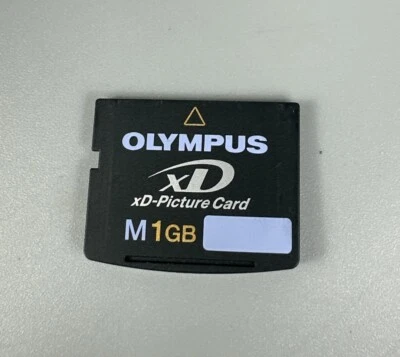 OLYMPUS
xD
xD-Picture Card
M 1GB